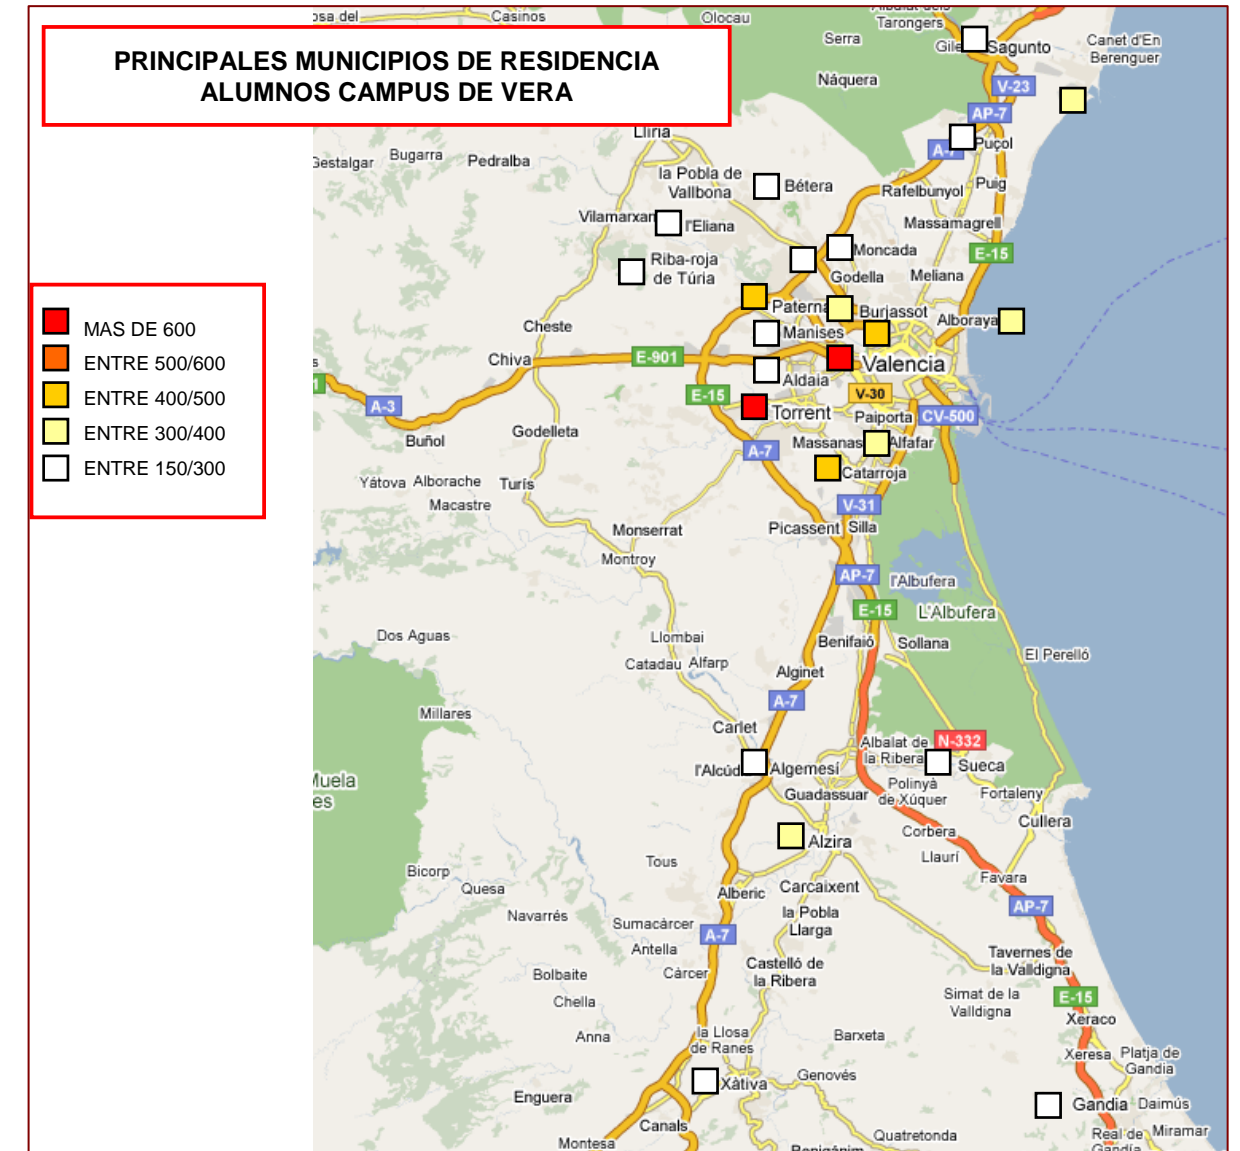 PRINCIPALES MUNICIPIOS DE RESIDENCIA
ALUMNOS CAMPUS DE VERA
MAS DE 600
ENTRE 500/600
ENTRE 400/500
ENTRE 300/400
ENTRE 150/300
Casinos
Olocau
Tarongers
Serra
Sagunto
Canet d'En
Berenguer
Náquera
V-23
AP-7
Llíria
Puçol
Gestalgar
Bugarra
Pedralba
la Pobla de
Vallbona
Bétera
Rafelbunyol
Puig
Vilamarxan
l'Eliana
Massamagrell
Moncada
E-15
Riba-roja
de Túria
Godella
Meliana
Paterna
Burjassot
Alboraya
Cheste
Manises
Chiva
E-901
Valencia
Aldaia
A-3
E-15
V-30
Torrent
Paiporta
CV-500
Buñol
Godelleta
A-7
Massanas
Alfafar
Catarroja
Yátova
Alborache
Turís
Macastre
V-31
Monserrat
Picassent
Silla
Montroy
AP-7
l'Albufera
E-15
L'Albufera
Dos Aguas
Llombai
Benifaió
Sollana
El Perelló
Catadau
Alfarp
Alginet
A-7
Millares
Carlet
Albalat de
la Ribera
N-332
l'Alcúd
Algemesí
Sueca
Muela
Guadassuar
Polinyà
de Xúquer
Fortaleny
Cullera
Alzira
Corbera
Tous
Llaurí
Bicorp
Favara
Quesa
Alberic
Carcaixent
AP-7
Navarrés
Sumacàrcer
la Pobla
Llarga
A-7
Antella
Tavernes de
la Valldigna
Bolbaite
Càrcer
Castelló de
la Ribera
Chella
Simat de la
Valldigna
E-15
Xeraco
Anna
la Llosa
de Ranes
Barxeta
Xeresa
Platja de
Gandia
Xàtiva
Genovés
Enguera
Gandia
Daimús
Canals
Quatretonda
Real de
Gandía
Miramar
Montesa
Benigánim